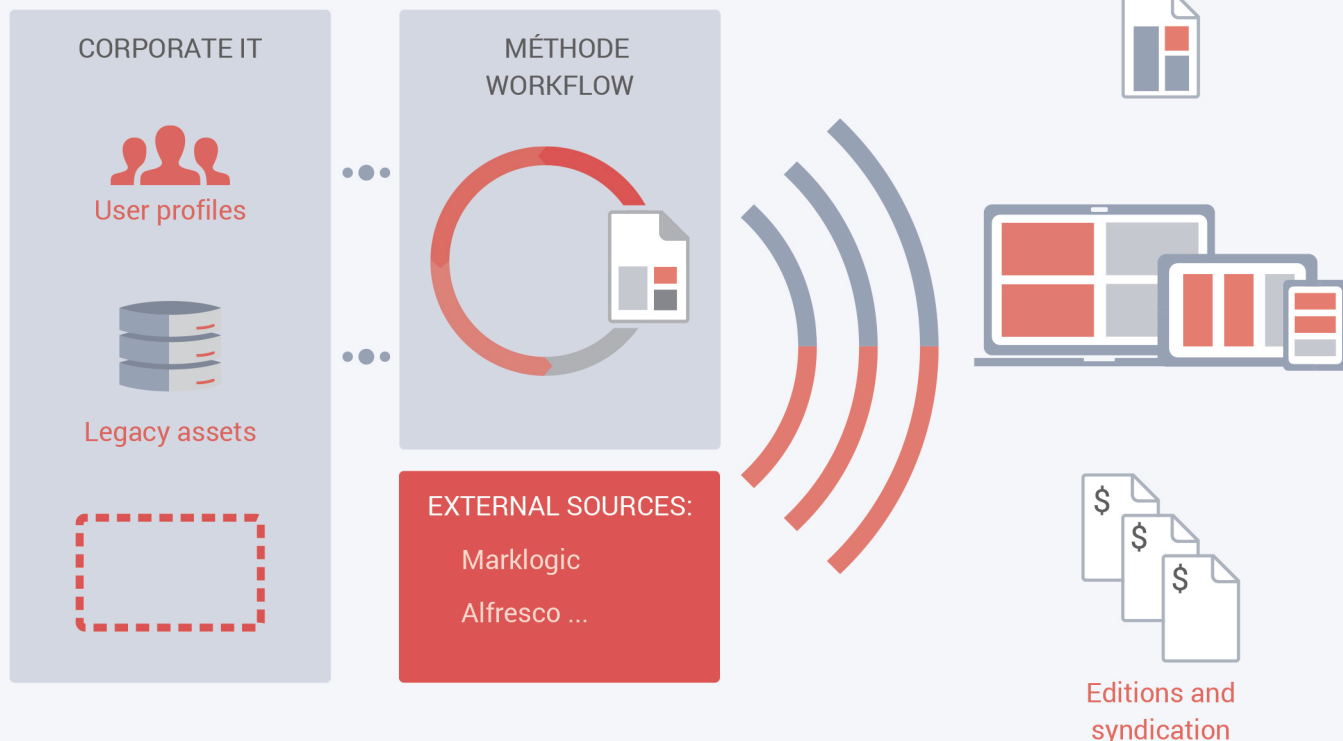 CORPORATE IT
User profiles
Legacy assets
MÉTHODE
WORKFLOW
EXTERNAL SOURCES:
Marklogic
Alfresco ...
$
$
$
Editions and
syndication